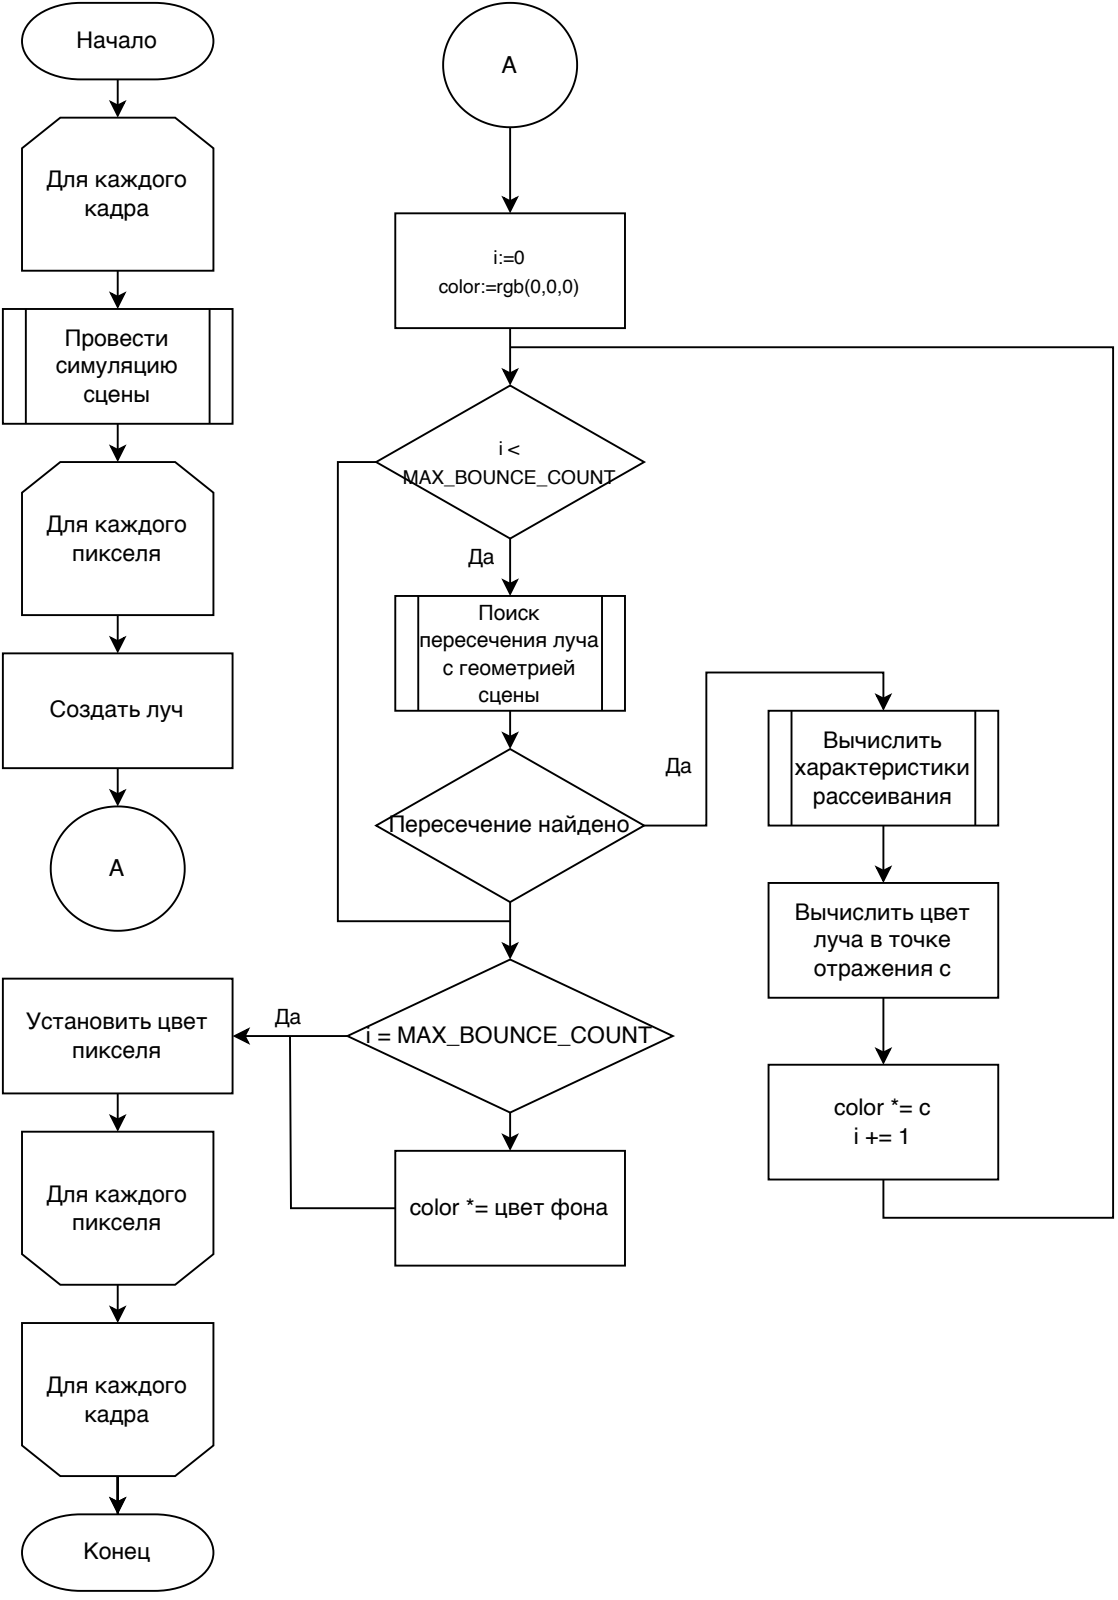 Начало
Для каждого
кадра
Провести
симуляцию
сцены
Для каждого
пикселя
Создать луч
А
А
i:=0
color:=rgb(0,0,0)
i <
MAX_BOUNCE_COUNT
Да
Поиск
пересечения луча
с геометрией
сцены
Пересечение найдено
Да
Вычислить
характеристики
рассеивания
Вычислить цвет
луча в точке
отражения с
color *= c
i += 1
i = MAX_BOUNCE_COUNT
Да
color *= цвет фона
Установить цвет
пикселя
Для каждого
пикселя
Для каждого
кадра
Конец